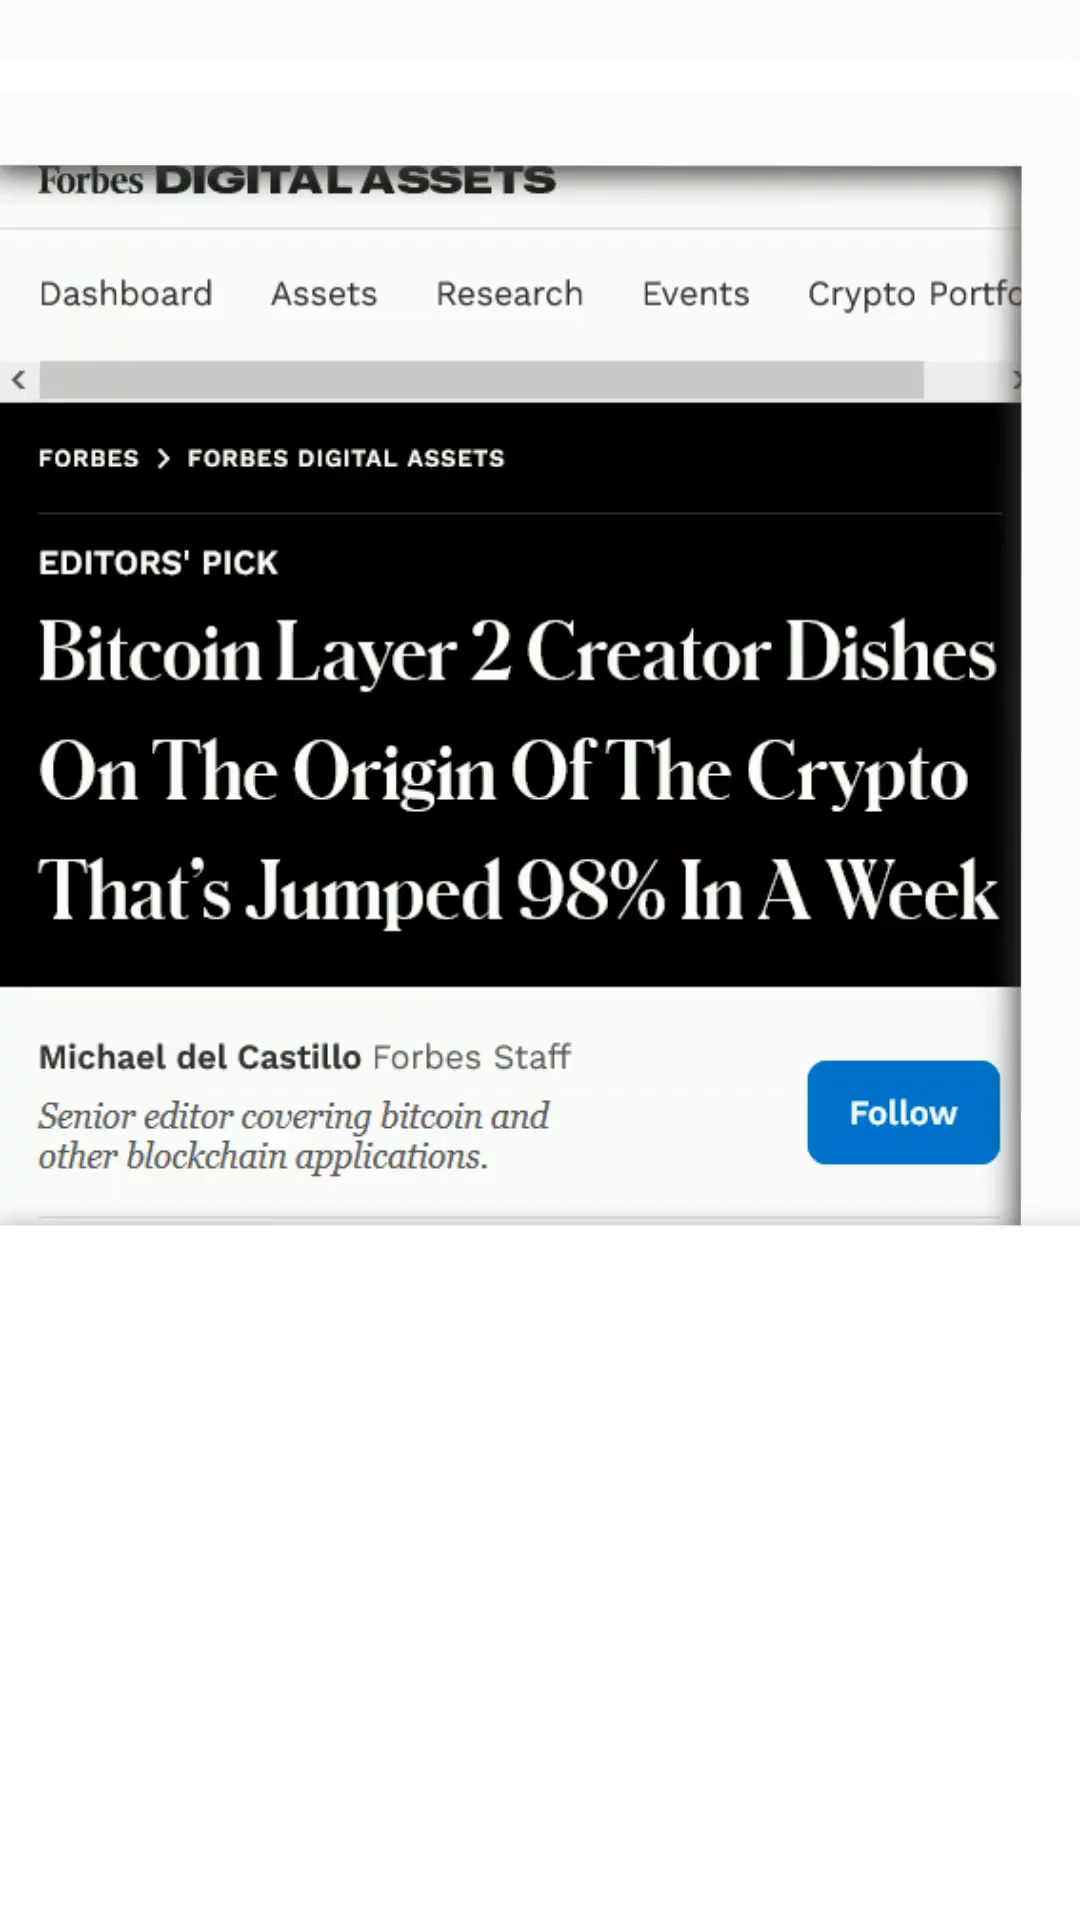 Forbes DIGITAL ASSETS
Dashboard Assets Research Events Crypto
FORBES > FORBES DIGITAL ASSETS
EDITORS' PICK
Bitcoin Layer 2 Creator Dishes
On The Origin Of The Crypto
That’s Jumped 98% In A Week
Michael del Castillo Forbes Staff
Senior editor covering bitcoin and
other blockchain applications.
Follow